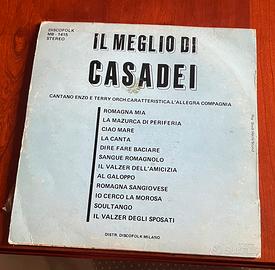 DISCOFOLK
MB - 1415
STEREO
IL MEGLIO DI
CASADEI
CANTANO ENZO E TERRY ORCH. CARATTERISTICA L'ALLEGRA COMPAGNIA
ROMAGNA MIA
LA MAZURCA DI PERIFERIA
CIAO MARE
LA CANTA
DIRE FARE BACIARE
SANGUE ROMAGNOLO
IL VALZER DELL'AMICIZIA
AL GALOPPO
ROMAGNA SANGIOVESE
IO CERCO LA MOROSA
SOULTANGO
IL VALZER DEGLI SPOSATI
DISTR. DISCOFOLK MILANO